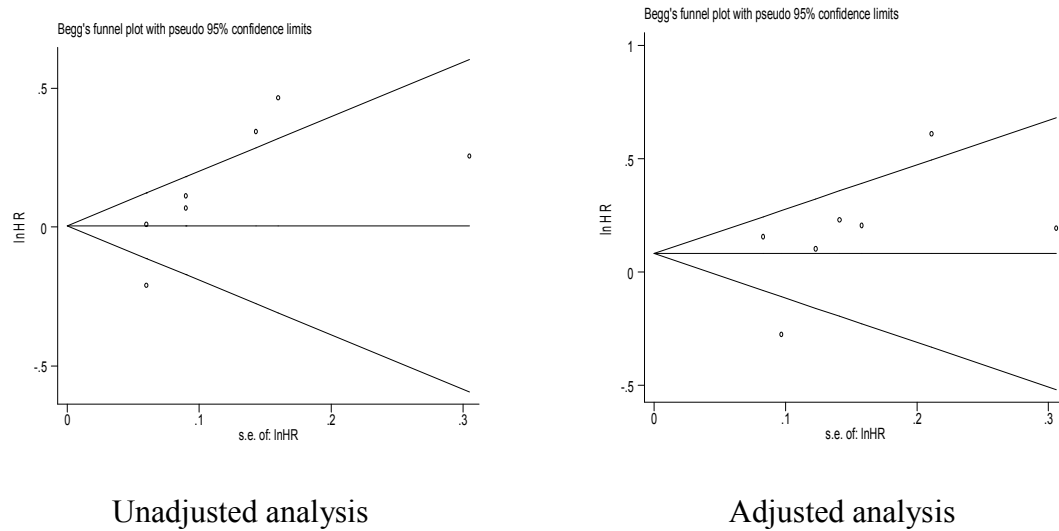 Begg's funnel plot with pseudo 95% confidence limits
lnHR
.5
0
-.5
0
.1
.2
.3
s.e. of: lnHR
Unadjusted analysis
Begg's funnel plot with pseudo 95% confidence limits
lnHR
1
.5
0
-.5
0
.1
.2
.3
s.e. of: lnHR
Adjusted analysis